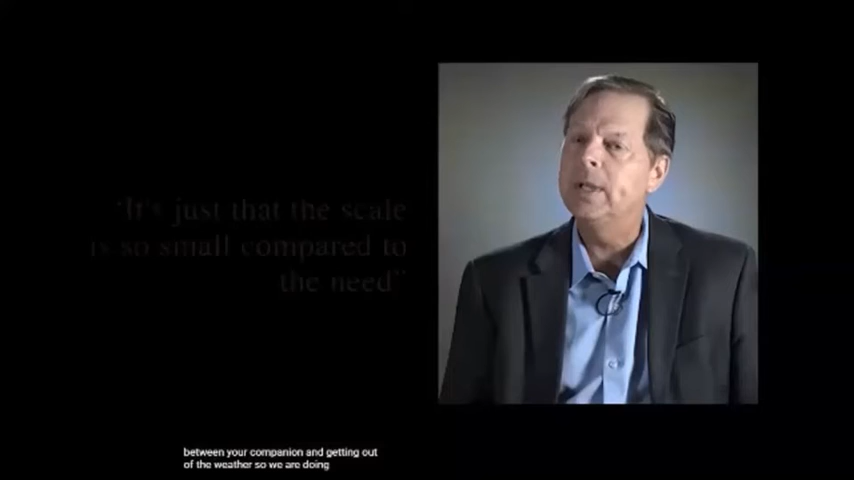 "It's just that the scale
is so small compared to
the need"
between your companion and getting out
of the weather so we are doing